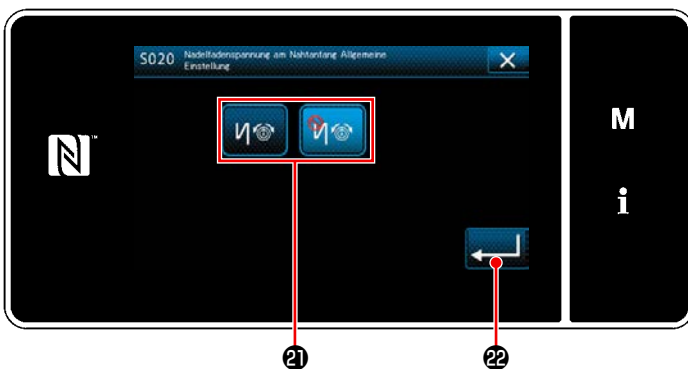 S020 Nadelfadenspannung am Nahtanfang Allgemeine
Einstellung
M
i
㉑
㉒